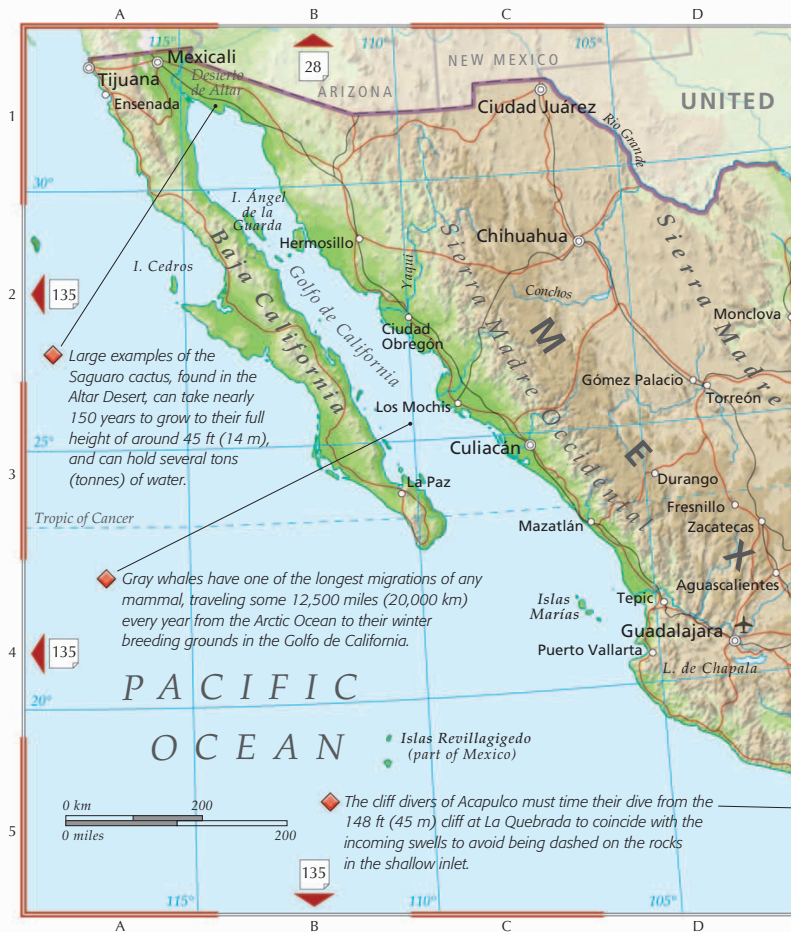 A B C D
115° 110° 105°
28
NEW MEXICO
ARIZONA
UNITED
Mexicali
Tijuana
Desierto
de Altar
Ensenada
Ciudad Juárez
Rio Grande
1
30°
I. Ángel
de la
Guarda
Hermosillo
Chihuahua
Sierra Madre
I. Cedros
Baja California
Golfo de California
Yaqui
Sierra Madre Occidental
Conchos
2
135
Monclova
Ciudad
Obregón
MEX
Large examples of the
Saguaro cactus, found in the
Altar Desert, can take nearly
150 years to grow to their full
height of around 45 ft (14 m),
and can hold several tons
(tonnes) of water.
Gómez Palacio
Torreón
Los Mochis
25°
Culiacán
3
La Paz
Durango
Fresnillo
Zacatecas
Tropic of Cancer
Mazatlán
Gray whales have one of the longest migrations of any
mammal, traveling some 12,500 miles (20,000 km)
every year from the Arctic Ocean to their winter
breeding grounds in the Golfo de California.
Aguascalientes
Islas
Marías
Tepic
Guadalajara
4
135
Puerto Vallarta
L. de Chapala
PACIFIC
OCEAN
20°
Islas Revillagigedo
(part of Mexico)
0 km 200
0 miles 200
5
The cliff divers of Acapulco must time their dive from the
148 ft (45 m) cliff at La Quebrada to coincide with the
incoming swells to avoid being dashed on the rocks
in the shallow inlet.
135
115° 110° 105°
A B C D